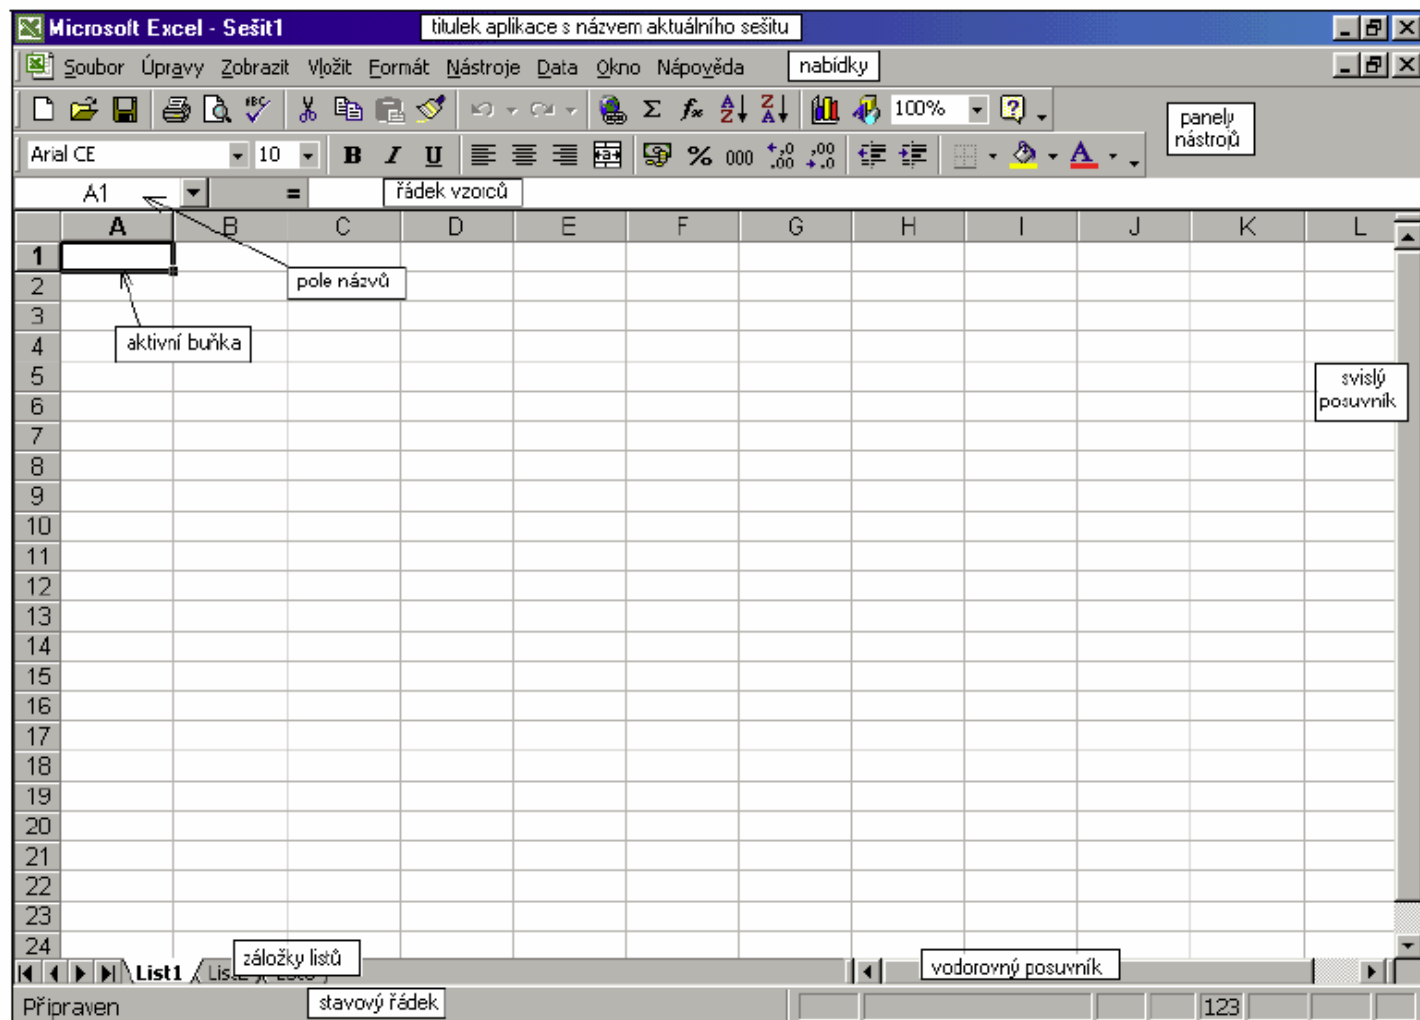 Microsoft Excel - Sešit1
titulek aplikace s názvem aktuálního sešitu
Soubor Úpravy Zobrazit Vložit Formát Nástroje Data Okno Nápověda
nabídky
100%
panely
nástrojů
Arial CE 10 B I U % 000
A1 =
řádek vzorců
A B C D E F G H I J K L
1
2
pole názvů
3
4
aktivní buňka
5
svislý
posuvník
6
7
8
9
10
11
12
13
14
15
16
17
18
19
20
21
22
23
24
záložky listů
List1
vodorovný posuvník
Připraven
stavový řádek
123